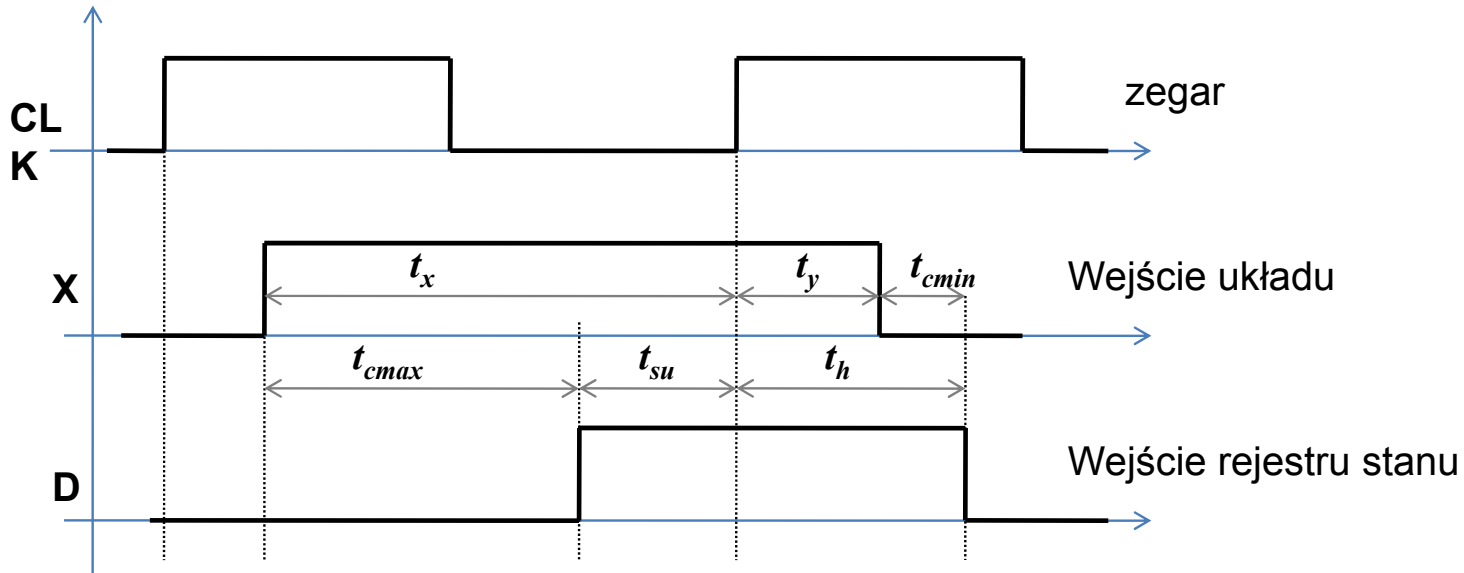 CL
K
zegar
X
t_x
t_y
t_cmin
Wejście układu
t_cmax
t_su
t_h
D
Wejście rejestru stanu